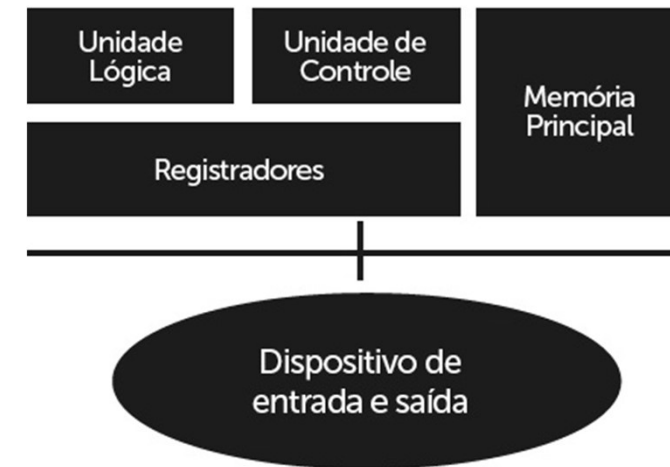 Unidade
Lógica
Unidade de
Controle
Memória
Principal
Registradores
Dispositivo de
entrada e saída